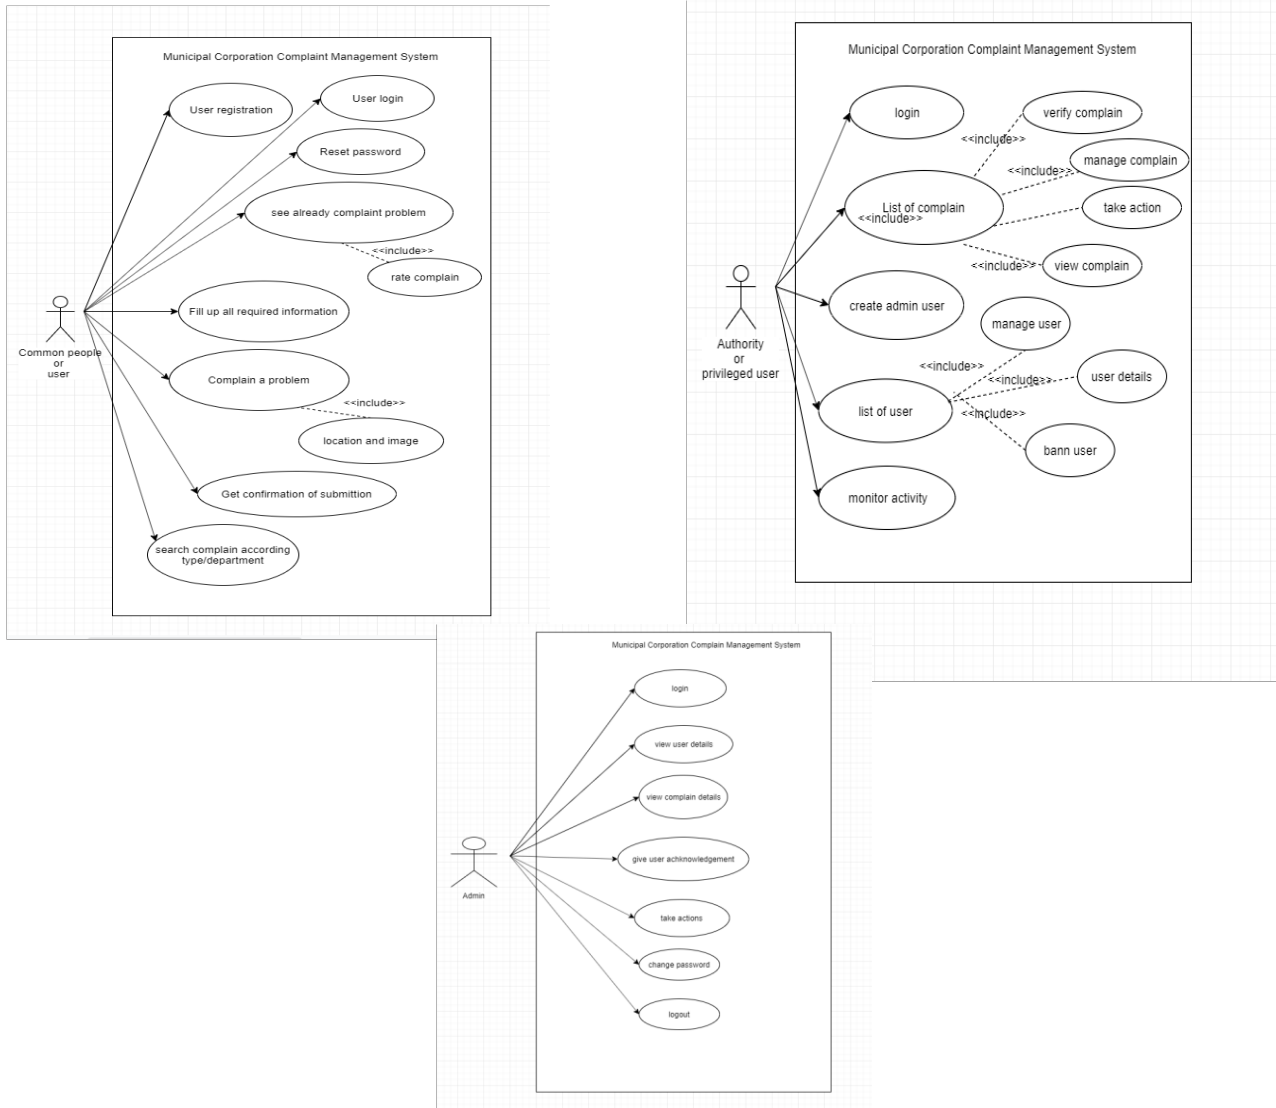 Municipal Corporation Complaint Management System
User registration
User login
Reset password
see already complaint problem
<<include>>
rate complain
Fill up all required information
Common people
or
user
Complain a problem
<<include>>
location and image
Get confirmation of submittion
search complain according
type/department
Municipal Corporation Complaint Management System
login
verify complain
<<include>>
manage complain
<<include>>
List of complain
<<include>>
take action
view complain
<<include>>
create admin user
manage user
Authority
or
privileged user
<<include>>
user details
<<include>>
list of user
<<include>>
bann user
monitor activity
Municipal Corporation Complain Management System
login
view user details
view complain details
give user achknowledgement
Admin
take actions
change password
logout